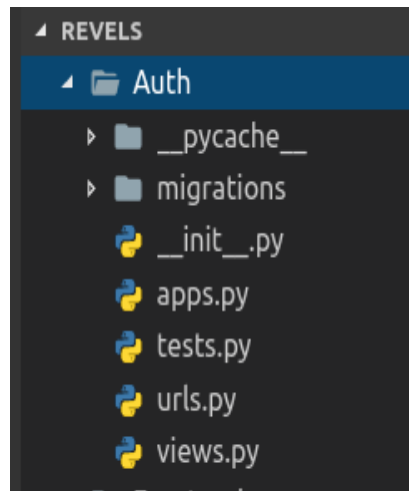 REVELS
Auth
__pycache__
migrations
__init__.py
apps.py
tests.py
urls.py
views.py